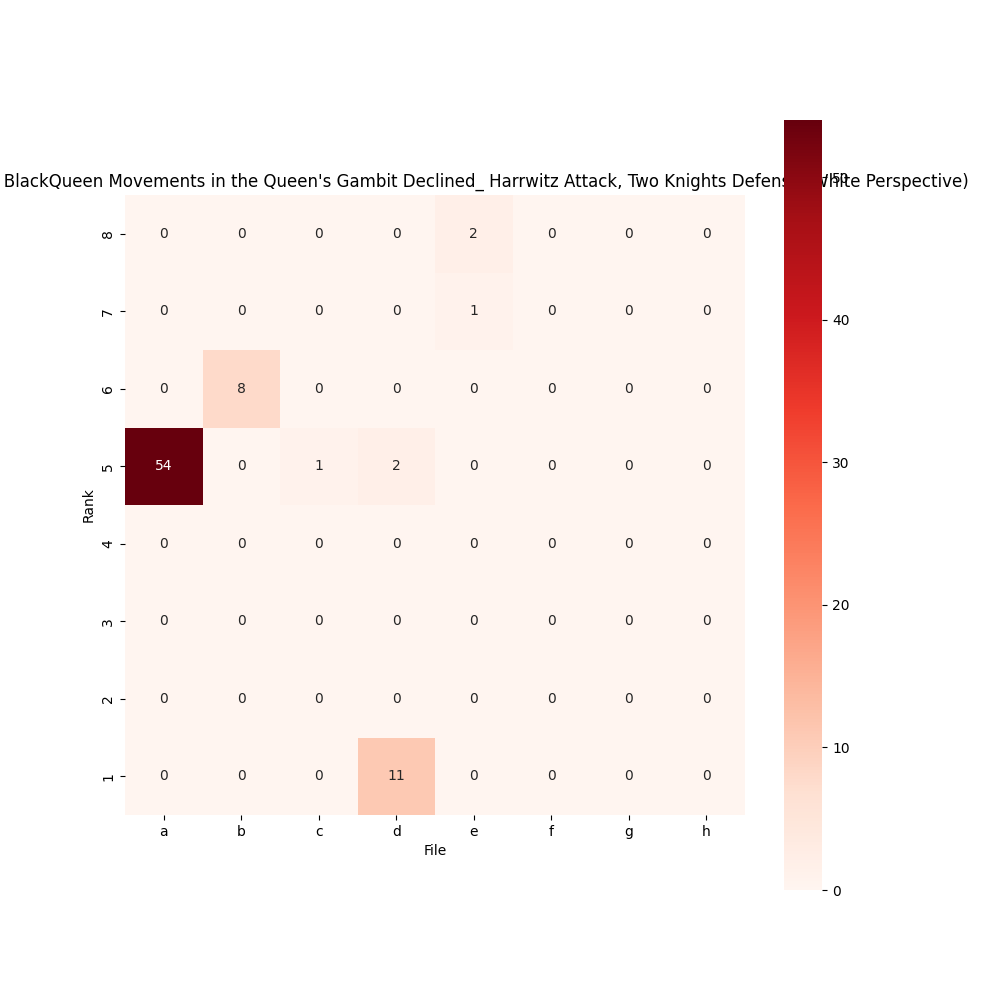 BlackQueen Movements in the Queen's Gambit Declined_ Harrwitz Attack, Two Knights Defens White Perspective)
50
8 0 0 0 0 2 0 0 0
7 0 0 0 0 1 0 0 0
40
6 0 8 0 0 0 0 0 0
5 54 0 1 2 0 0 0 0
30
Rank
4 0 0 0 0 0 0 0 0
20
3 0 0 0 0 0 0 0 0
2 0 0 0 0 0 0 0 0
10
1 0 0 0 11 0 0 0 0
a b c d e f g h
File
0